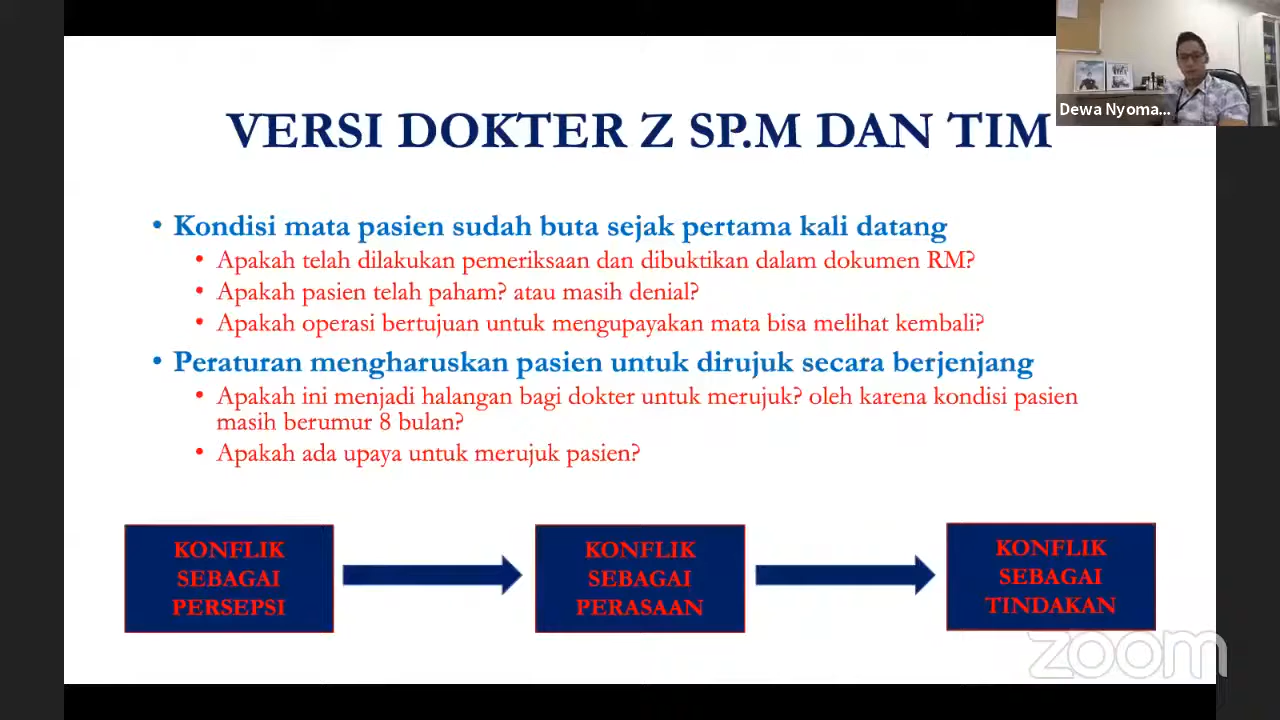 Dewa Nyoma...
VERSI DOKTER Z SP.M DAN TIM
• Kondisi mata pasien sudah buta sejak pertama kali datang
• Apakah telah dilakukan pemeriksaan dan dibuktikan dalam dokumen RM?
• Apakah pasien telah paham? atau masih denial?
• Apakah operasi bertujuan untuk mengupayakan mata bisa melihat kembali?
• Peraturan mengharuskan pasien untuk dirujuk secara berjenjang
• Apakah ini menjadi halangan bagi dokter untuk merujuk? oleh karena kondisi pasien
masih berumur 8 bulan?
• Apakah ada upaya untuk merujuk pasien?
KONFLIK
SEBAGAI
PERSEPSI
KONFLIK
SEBAGAI
PERASAAN
KONFLIK
SEBAGAI
TINDAKAN
zoom